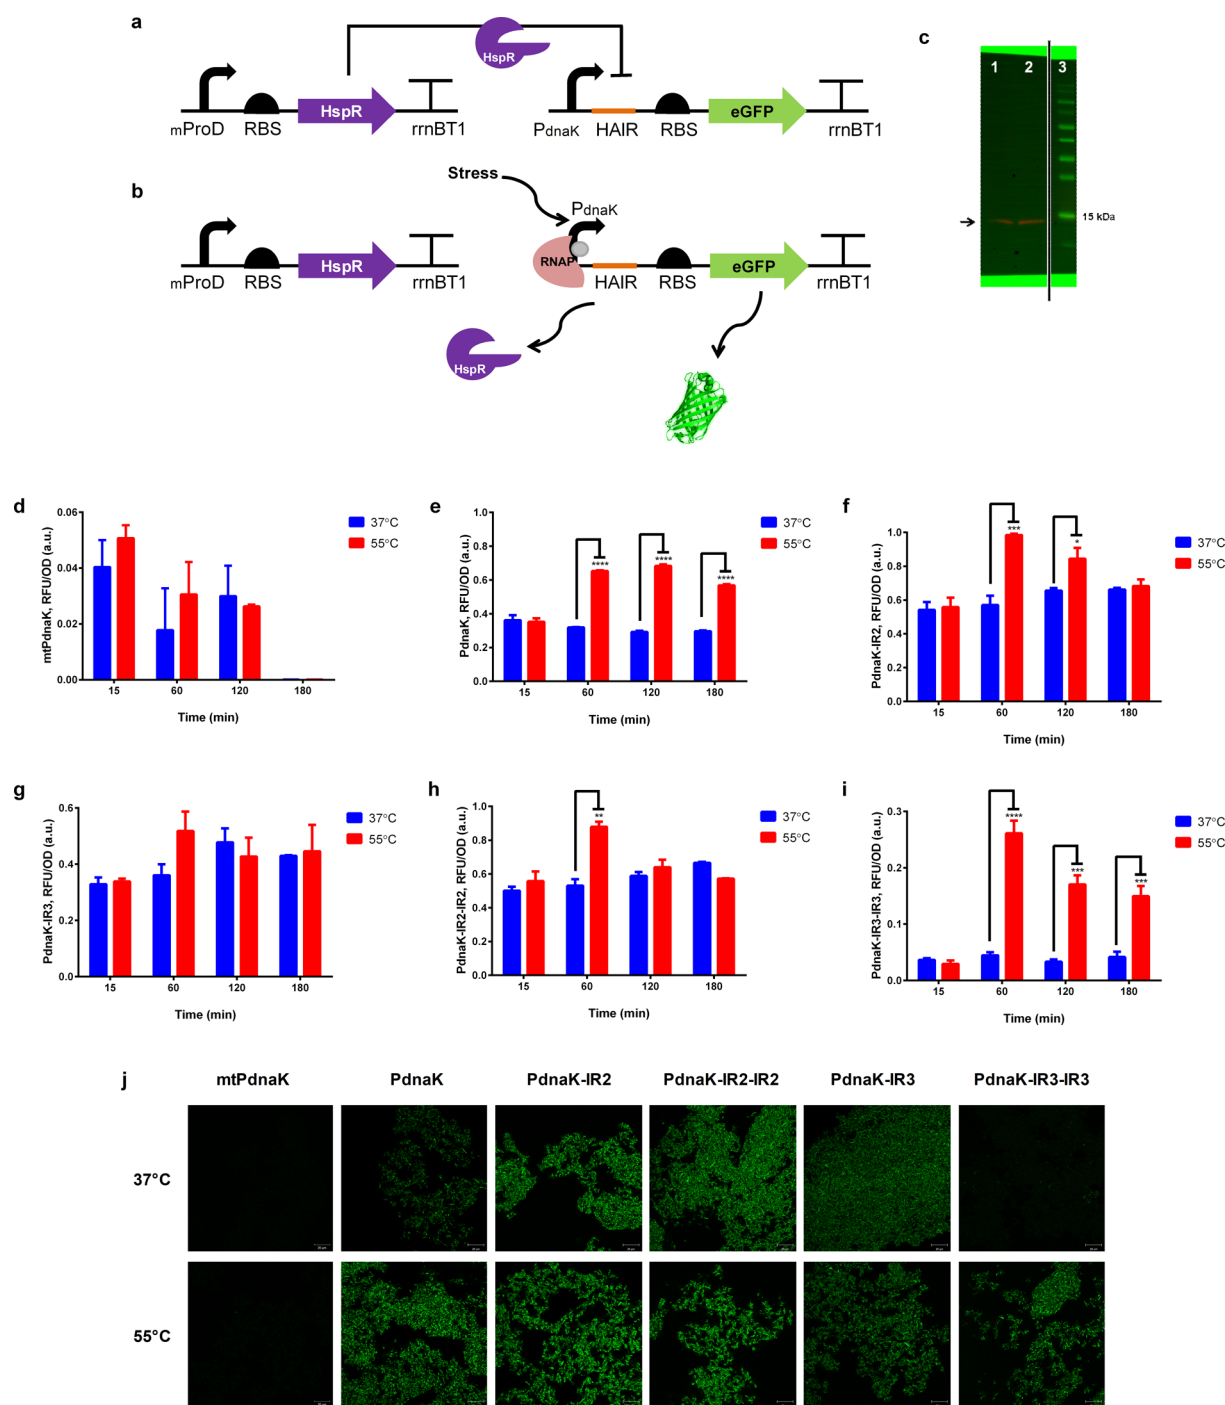 a
HspR
HspR
eGFP
mProD RBS rrnBT1 PdnaK HAIR RBS rrnBT1
c
1 2 3
15 kDa
b
Stress
PdnaK
HspR
RNAP
eGFP
mProD RBS rrnBT1 HAIR RBS rrnBT1
HspR
d
mtPdnaK, RFU/OD (a.u.)
0.06
0.04
0.02
0.00
15 60 120 180
Time (min)
37°C
55°C
e
PdnaK, RFU/OD (a.u.)
1.0
0.8
0.6
0.4
0.2
0.0
**** **** ****
15 60 120 180
Time (min)
37°C
55°C
f
PdnaK-IR2, RFU/OD (a.u.)
1.0
0.8
0.6
0.4
0.2
0.0
*** *
15 60 120 180
Time (min)
37°C
55°C
g
PdnaK-IR3, RFU/OD (a.u.)
0.6
0.4
0.2
0.0
15 60 120 180
Time (min)
37°C
55°C
h
PdnaK-IR2-IR2, RFU/OD (a.u.)
1.0
0.8
0.6
0.4
0.2
0.0
**
15 60 120 180
Time (min)
37°C
55°C
i
PdnaK-IR3-IR3, RFU/OD (a.u.)
0.3
0.2
0.1
0.0
**** *** ***
15 60 120 180
Time (min)
37°C
55°C
j
mtPdnaK PdnaK PdnaK-IR2 PdnaK-IR2-IR2 PdnaK-IR3 PdnaK-IR3-IR3
37°C
55°C